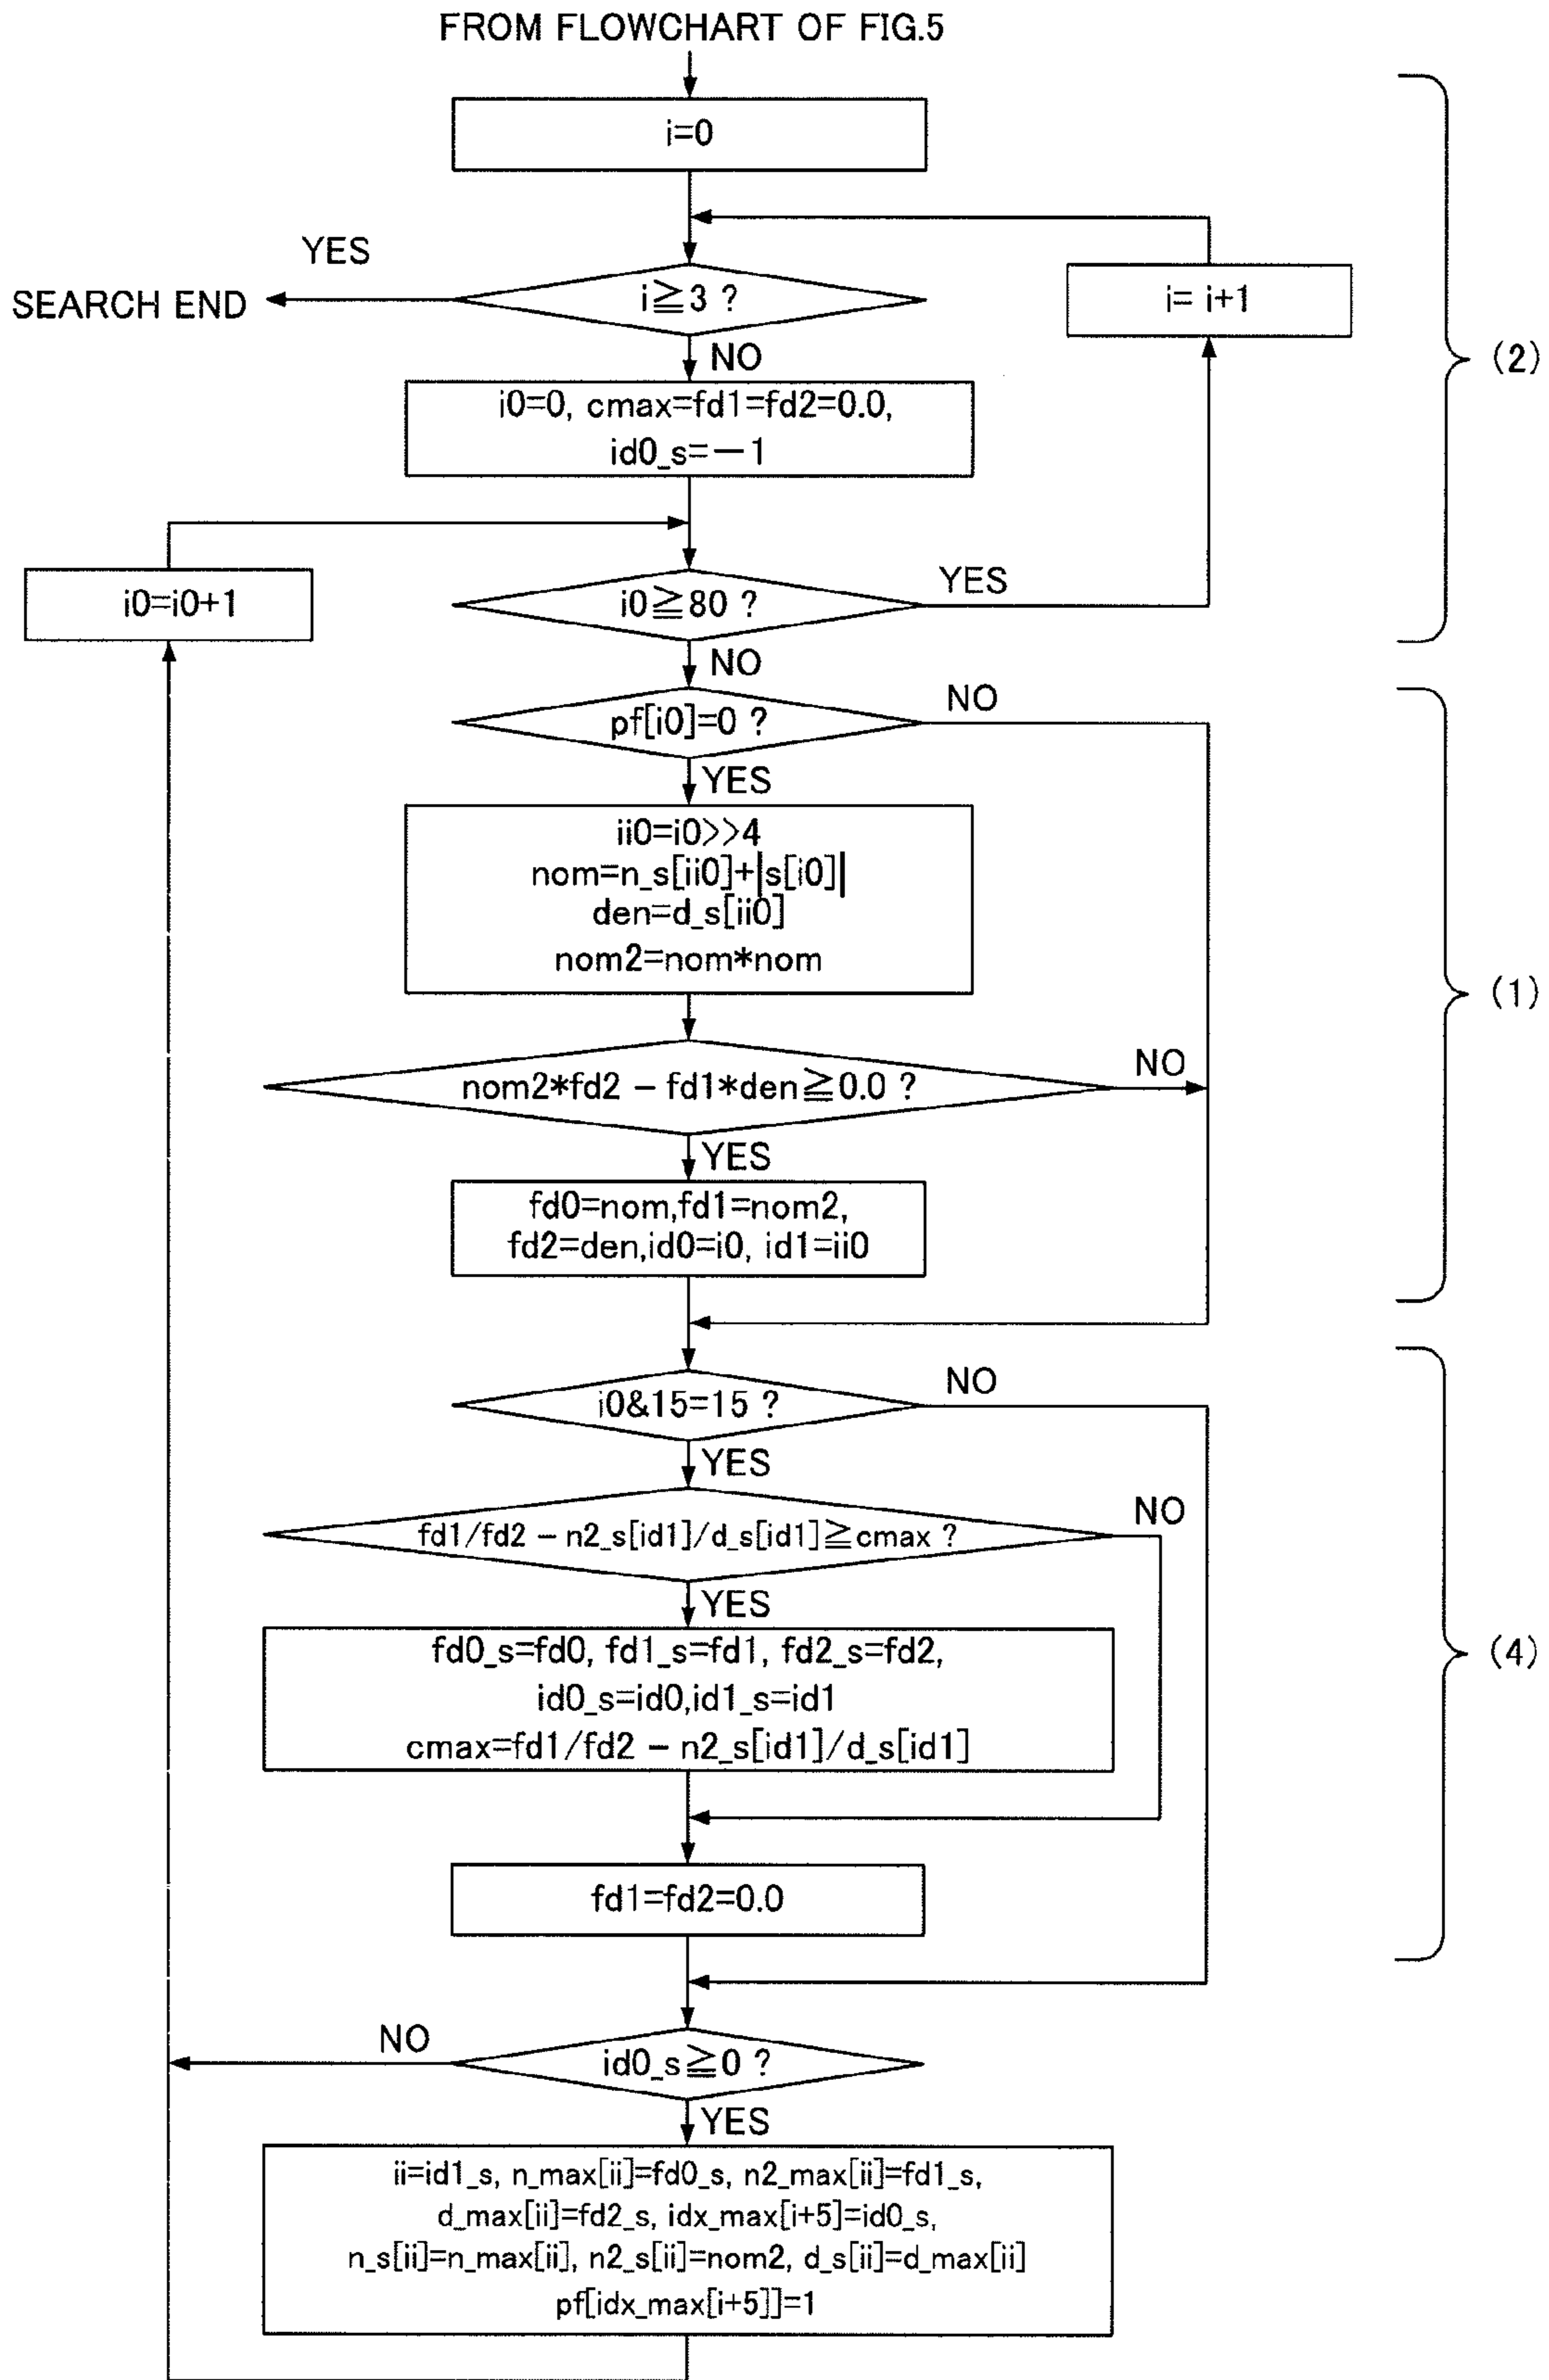 FROM FLOWCHART OF FIG.5
i=0
YES
SEARCH END
i≧3 ?
i= i+1
NO
(2)
i0=0, cmax=fd1=fd2=0.0,
id0_s=－1
i0=i0+1
i0≧80 ?
YES
NO
pf[i0]=0 ?
NO
YES
ii0=i0>>4
nom=n_s[ii0]+|s[i0]|
den=d_s[ii0]
nom2=nom*nom
(1)
nom2*fd2 − fd1*den≧0.0 ?
NO
YES
fd0=nom,fd1=nom2,
fd2=den,id0=i0, id1=ii0
i0&15=15 ?
NO
YES
fd1/fd2 − n2_s[id1]/d_s[id1]≧cmax ?
NO
YES
fd0_s=fd0, fd1_s=fd1, fd2_s=fd2,
id0_s=id0,id1_s=id1
cmax=fd1/fd2 − n2_s[id1]/d_s[id1]
(4)
fd1=fd2=0.0
NO
id0_s≧0 ?
YES
ii=id1_s, n_max[ii]=fd0_s, n2_max[ii]=fd1_s,
d_max[ii]=fd2_s, idx_max[i+5]=id0_s,
n_s[ii]=n_max[ii], n2_s[ii]=nom2, d_s[ii]=d_max[ii]
pf[idx_max[i+5]]=1